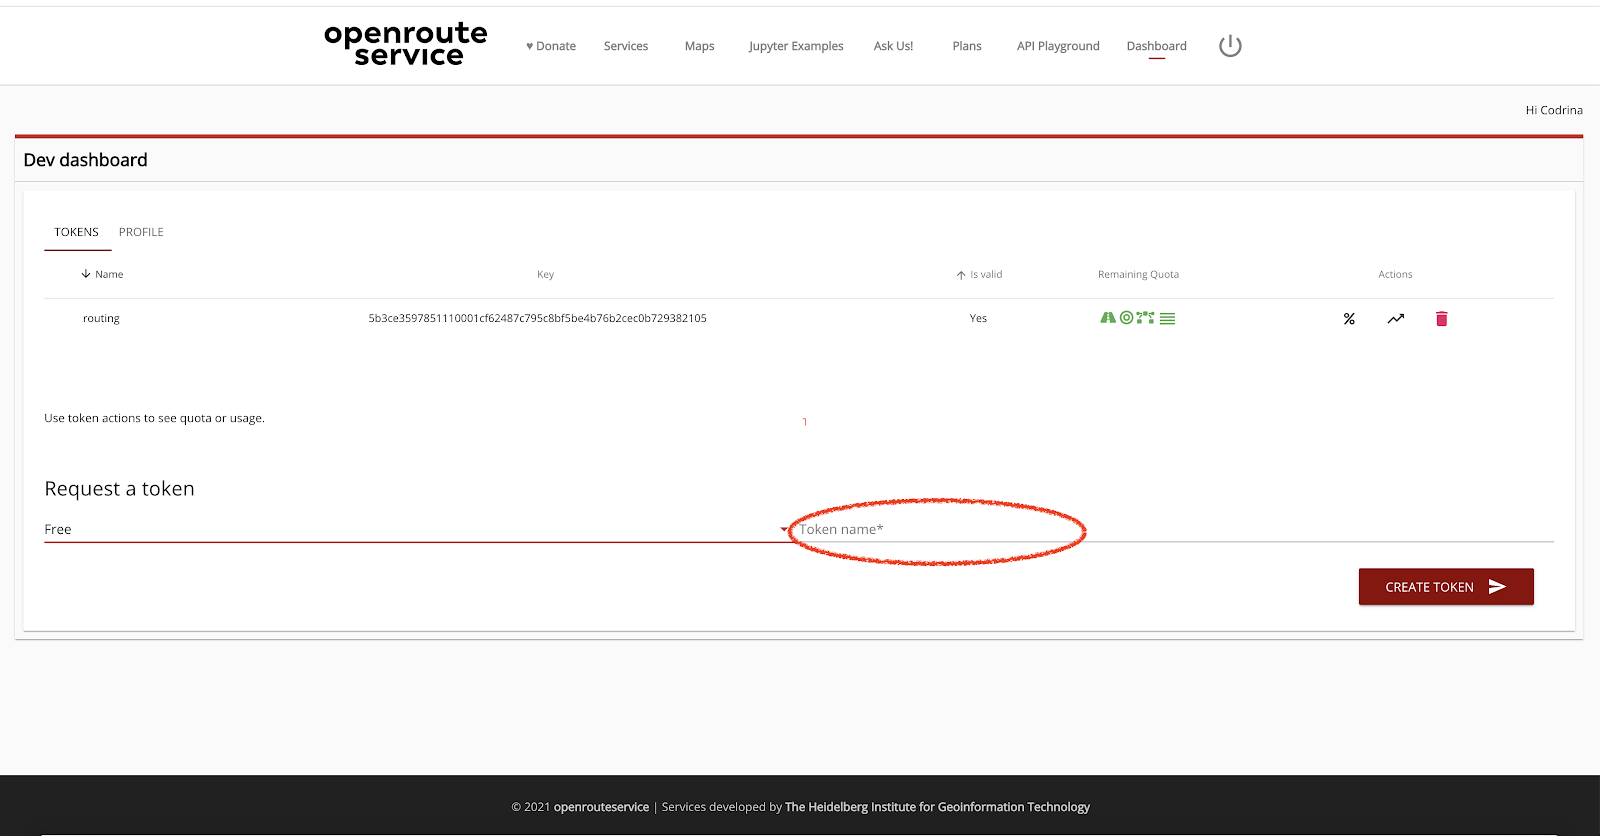 openroute
service
♥ Donate Services Maps Jupyter Examples Ask Us! Plans API Playground Dashboard
Hi Codrina
Dev dashboard
TOKENS PROFILE
Name Key Is valid Remaining Quota Actions
routing 5b3ce3597851110001cf62487c795c8bf5be4b76b2cec0b729382105 Yes %
Use token actions to see quota or usage.
Request a token
Free Token name*
CREATE TOKEN
© 2021 openrouteservice | Services developed by The Heidelberg Institute for Geoinformation Technology